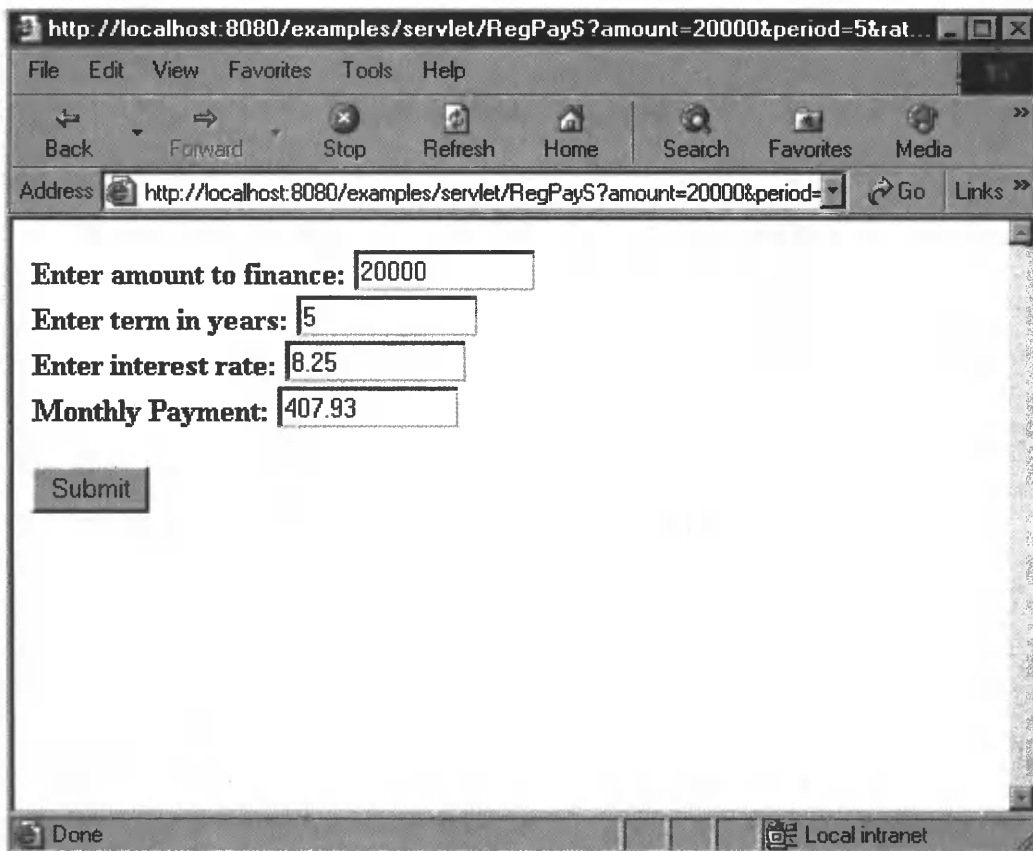 http://localhost:8080/examples/servlet/RegPayS?amount=20000&period=5&rat...
File Edit View Favorites Tools Help
Back Forward Stop Refresh Home Search Favorites Media »
Address http://localhost:8080/examples/servlet/RegPayS?amount=20000&period= Go Links »
Enter amount to finance: 20000
Enter term in years: 5
Enter interest rate: 8.25
Monthly Payment: 407.93
Submit
Done Local intranet